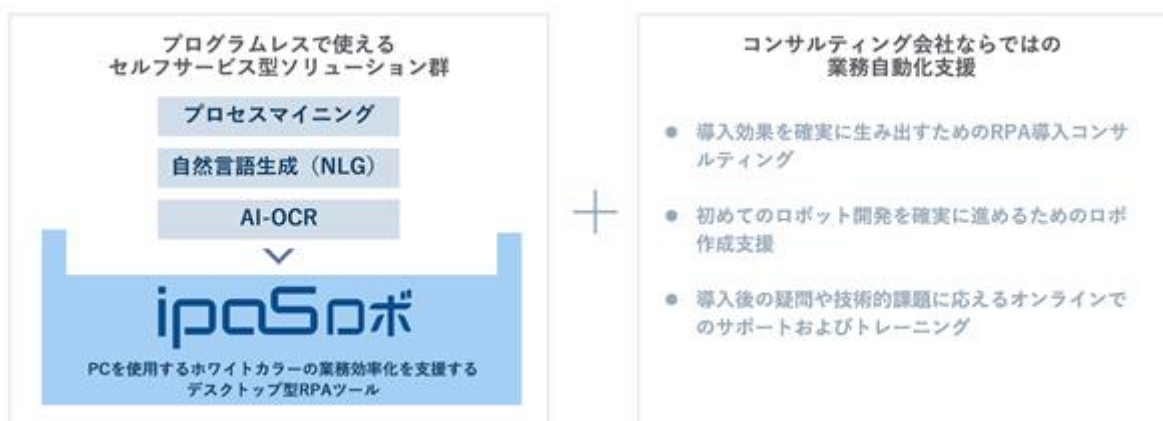 プログラムレスで使える
セルフサービス型ソリューション群
プロセスマイニング
自然言語生成（NLG）
AI-OCR
ipaSロボ
PCを使用するホワイトカラーの業務効率化を支援する
デスクトップ型RPAツール
コンサルティング会社ならではの
業務自動化支援
● 導入効果を確実に生み出すためのRPA導入コンサ
ルティング
● 初めてのロボット開発を確実に進めるためのロボ
作成支援
● 導入後の疑問や技術的課題に応えるオンラインで
のサポートおよびトレーニング